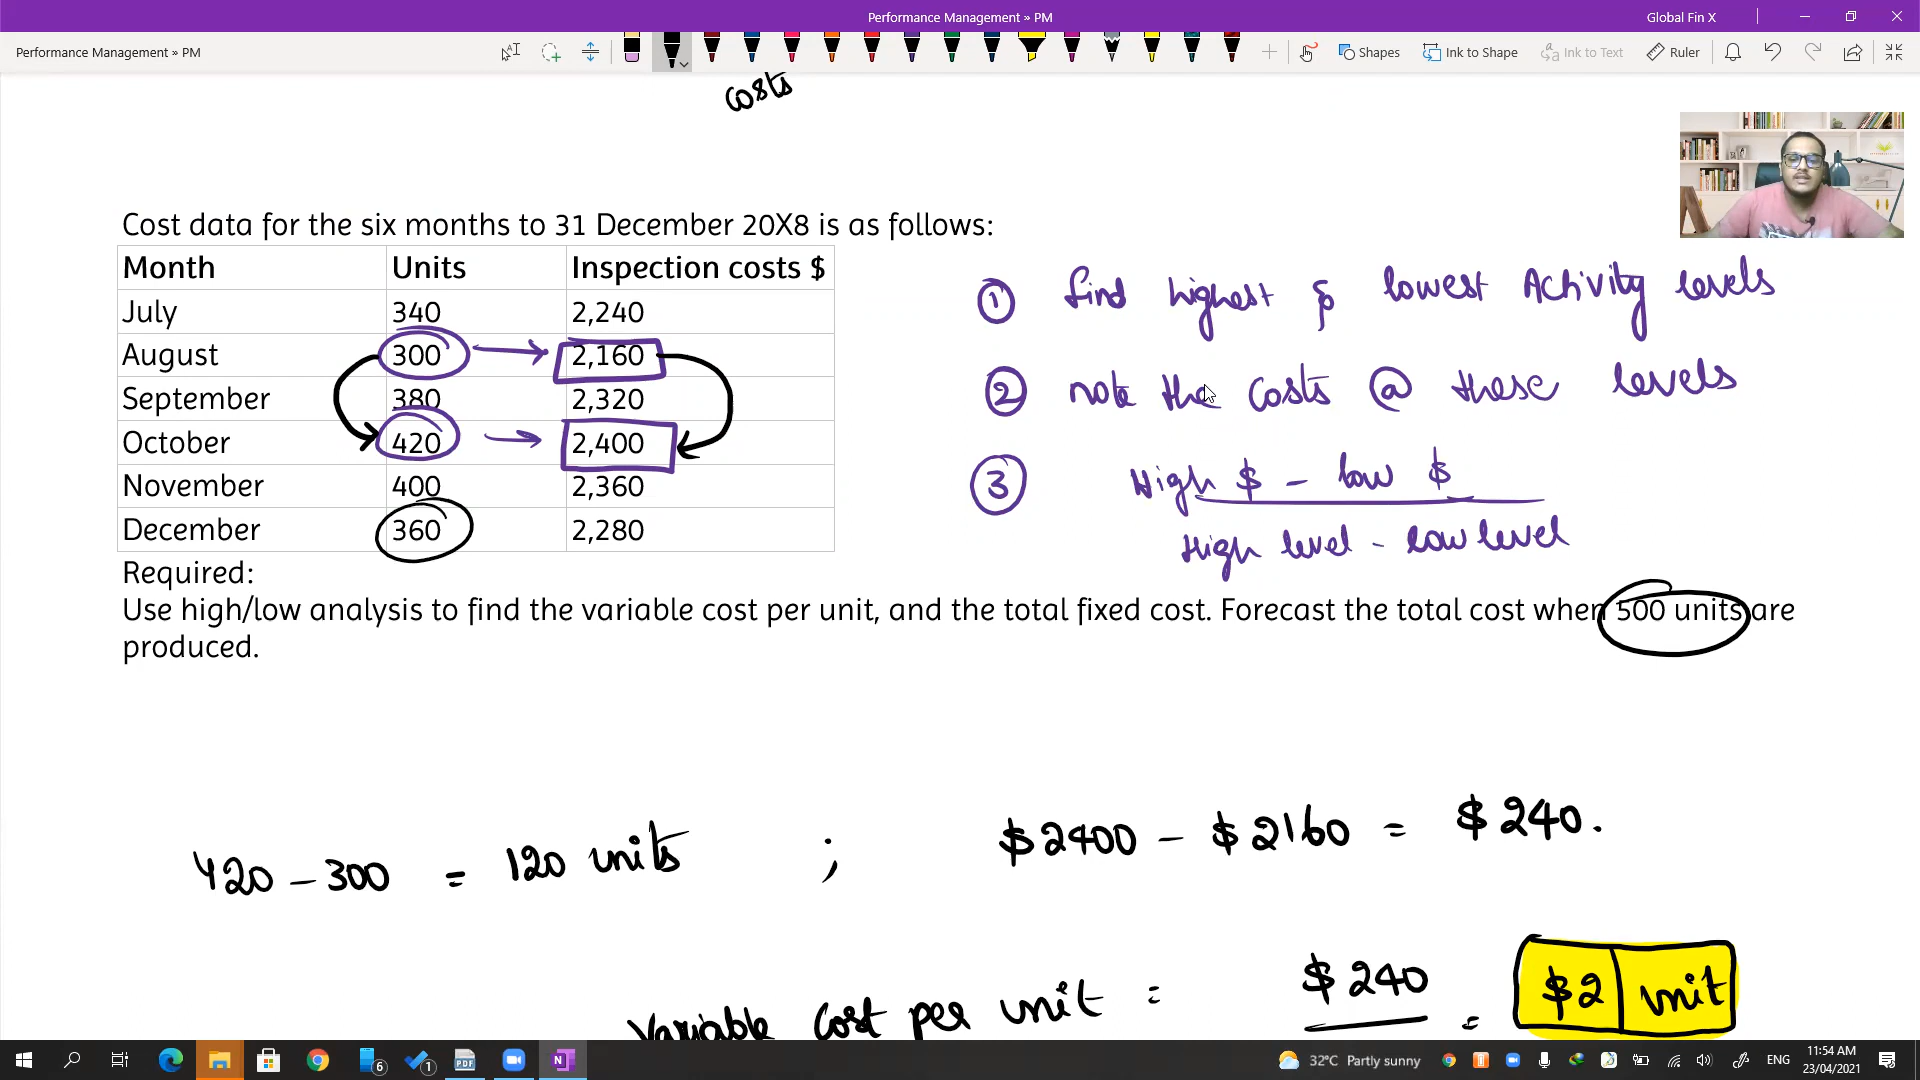 Performance Management » PM
Global Fin X
Performance Management » PM
Shapes
Ink to Shape
Ink to Text
Ruler
costs
Cost data for the six months to 31 December 20X8 is as follows:
Month Units Inspection costs $
July 340 2,240
August 300 2,160
September 380 2,320
October 420 2,400
November 400 2,360
December 360 2,280
① find highest & lowest Activity levels
② note the costs @ these levels
③ High $ - low $
High level - low level
Required:
Use high/low analysis to find the variable cost per unit, and the total fixed cost. Forecast the total cost when 500 units are
produced.
420 - 300 = 120 units ; $2400 - $2160 = $240.
Variable cost per unit = $240 = $2 unit
6
1
32°C Partly sunny
ENG
11:54 AM
23/04/2021